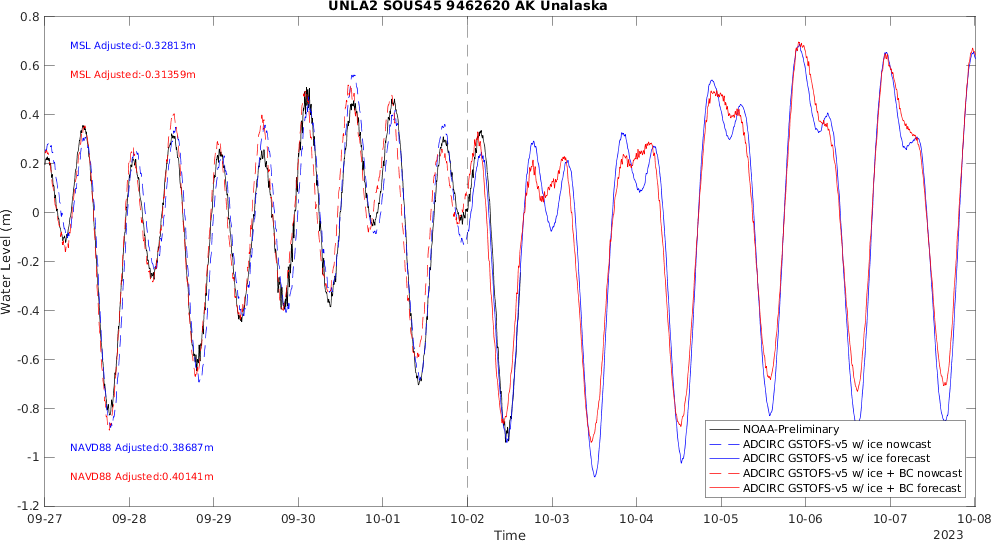 UNLA2 SOUS45 9462620 AK Unalaska
MSL Adjusted:-0.32813m
MSL Adjusted:-0.31359m
NAVD88 Adjusted:0.38687m
NAVD88 Adjusted:0.40141m
Water Level (m)
0.8
0.6
0.4
0.2
0
-0.2
-0.4
-0.6
-0.8
-1
-1.2
NOAA-Preliminary
ADCIRC GSTOFS-v5 w/ ice nowcast
ADCIRC GSTOFS-v5 w/ ice forecast
ADCIRC GSTOFS-v5 w/ ice + BC nowcast
ADCIRC GSTOFS-v5 w/ ice + BC forecast
09-27 09-28 09-29 09-30 10-01 10-02 10-03 10-04 10-05 10-06 10-07 10-08
Time
2023